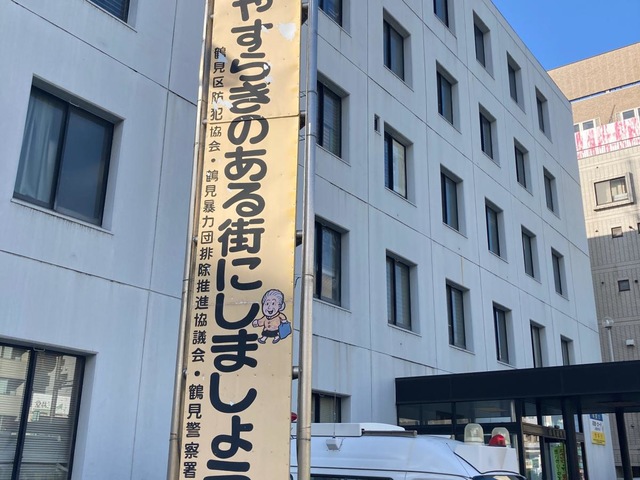 やすらぎのある街にしましょう
鶴見区防犯協会・鶴見暴力団排除推進協議会・鶴見警察署